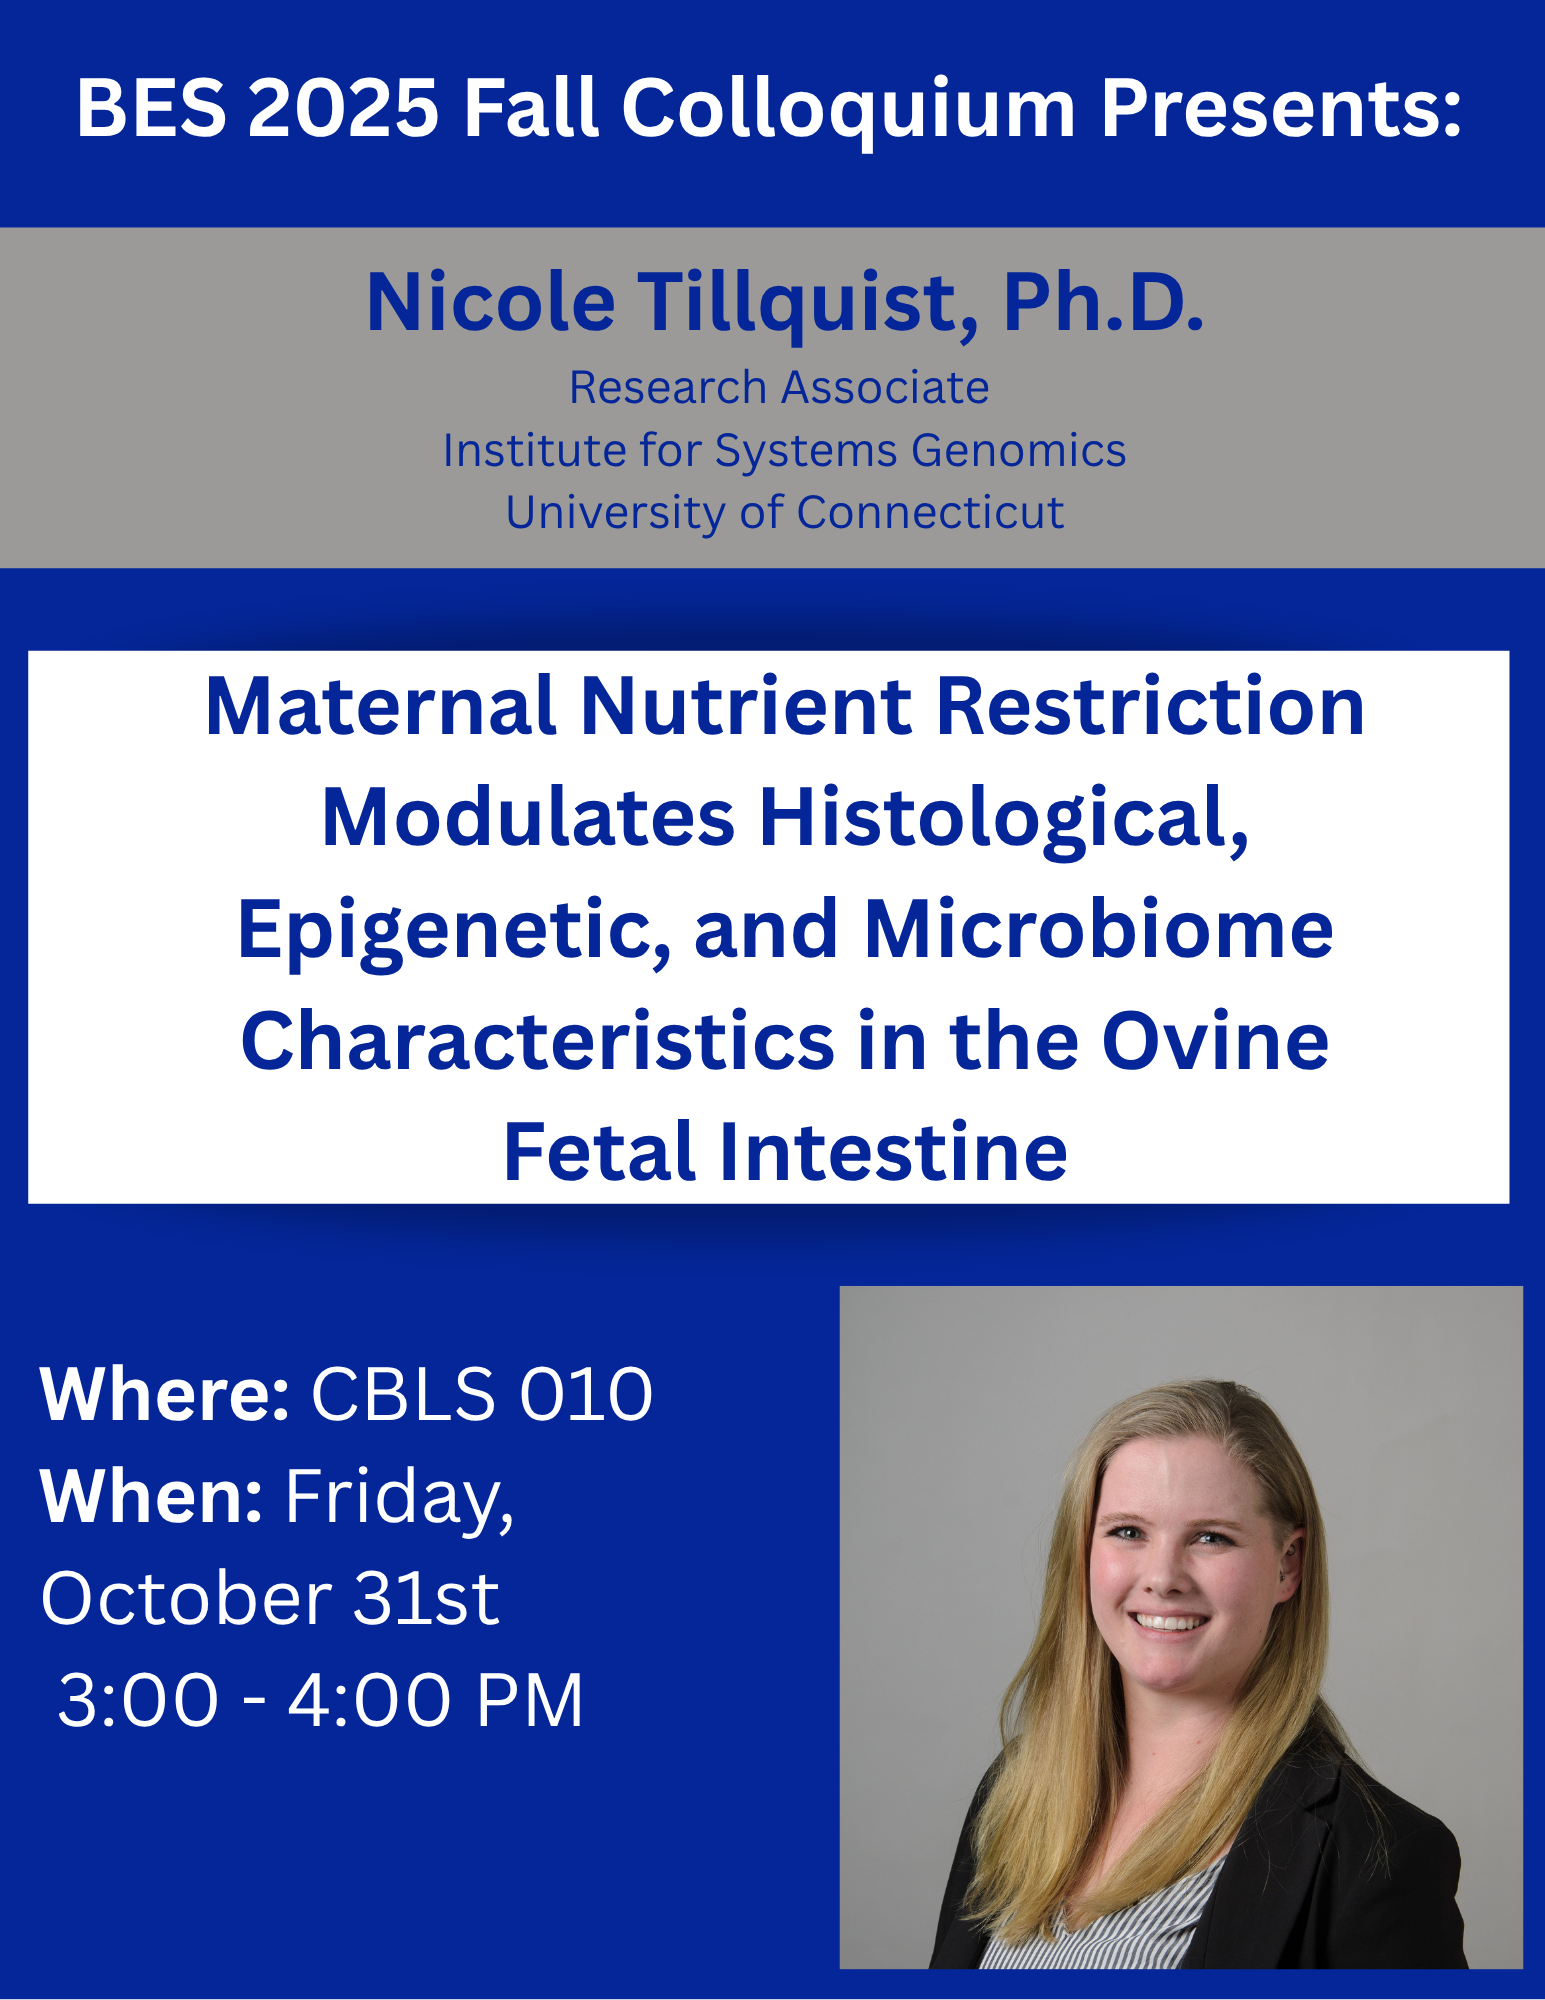 BES 2025 Fall Colloquium Presents:
Nicole Tillquist, Ph.D.
Research Associate
Institute for Systems Genomics
University of Connecticut
Maternal Nutrient Restriction
Modulates Histological,
Epigenetic, and Microbiome
Characteristics in the Ovine
Fetal Intestine
Where: CBLS 010
When: Friday,
October 31st
3:00 - 4:00 PM